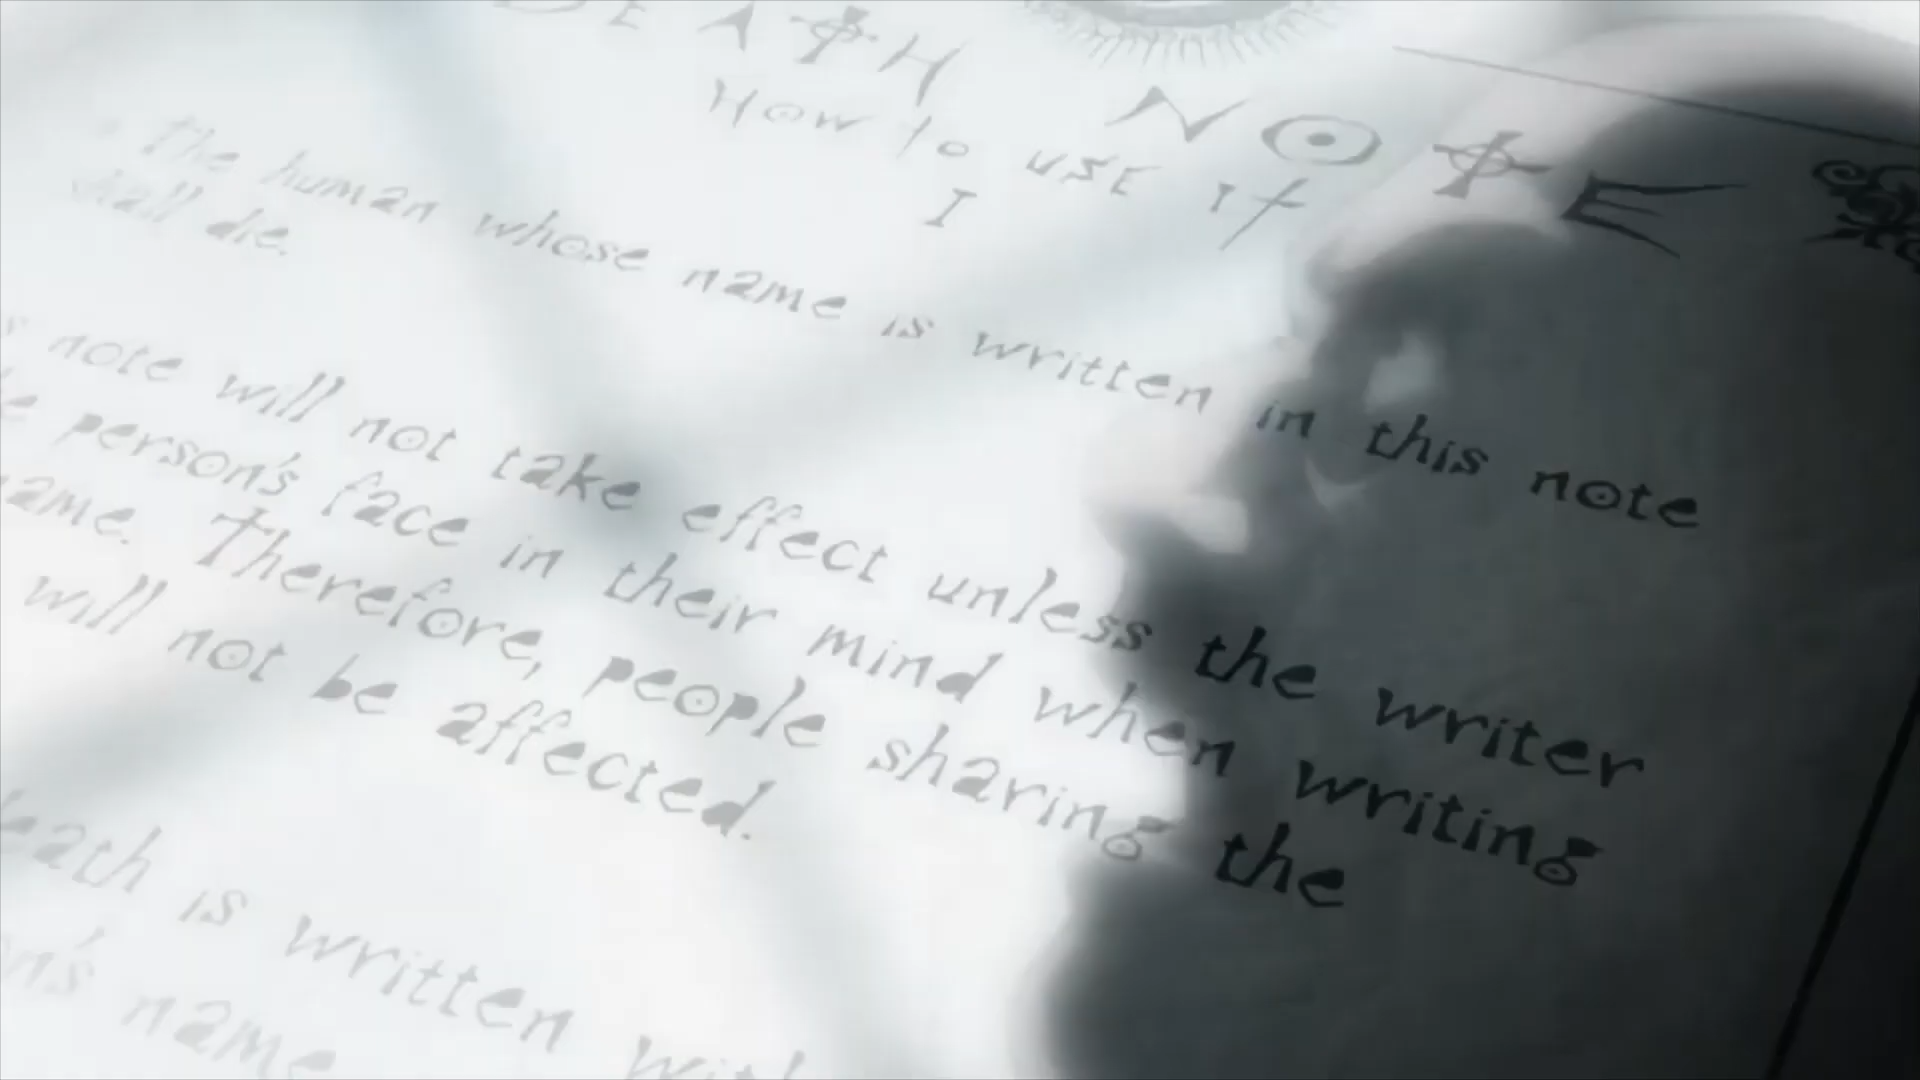 DEATH NOTE
How to use it
I
The human whose name is written in this note
shall die.
note will not take effect unless the writer
person's face in their mind when writing
name. Therefore, people sharing the
will not be affected.
death is written with
name